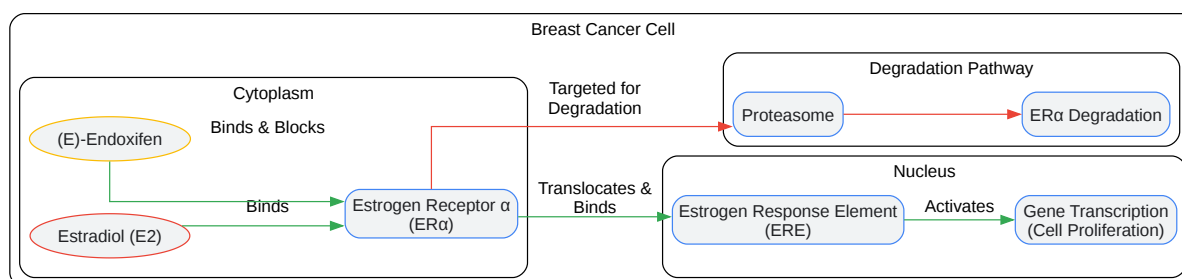 Breast Cancer Cell
Cytoplasm
Binds & Blocks
(E)-Endoxifen
Binds
Estradiol (E2)
Estrogen Receptor α
(ERα)
Targeted for
Degradation
Degradation Pathway
Proteasome
ERα Degradation
Translocates &
Binds
Nucleus
Estrogen Response Element
(ERE)
Activates
Gene Transcription
(Cell Proliferation)